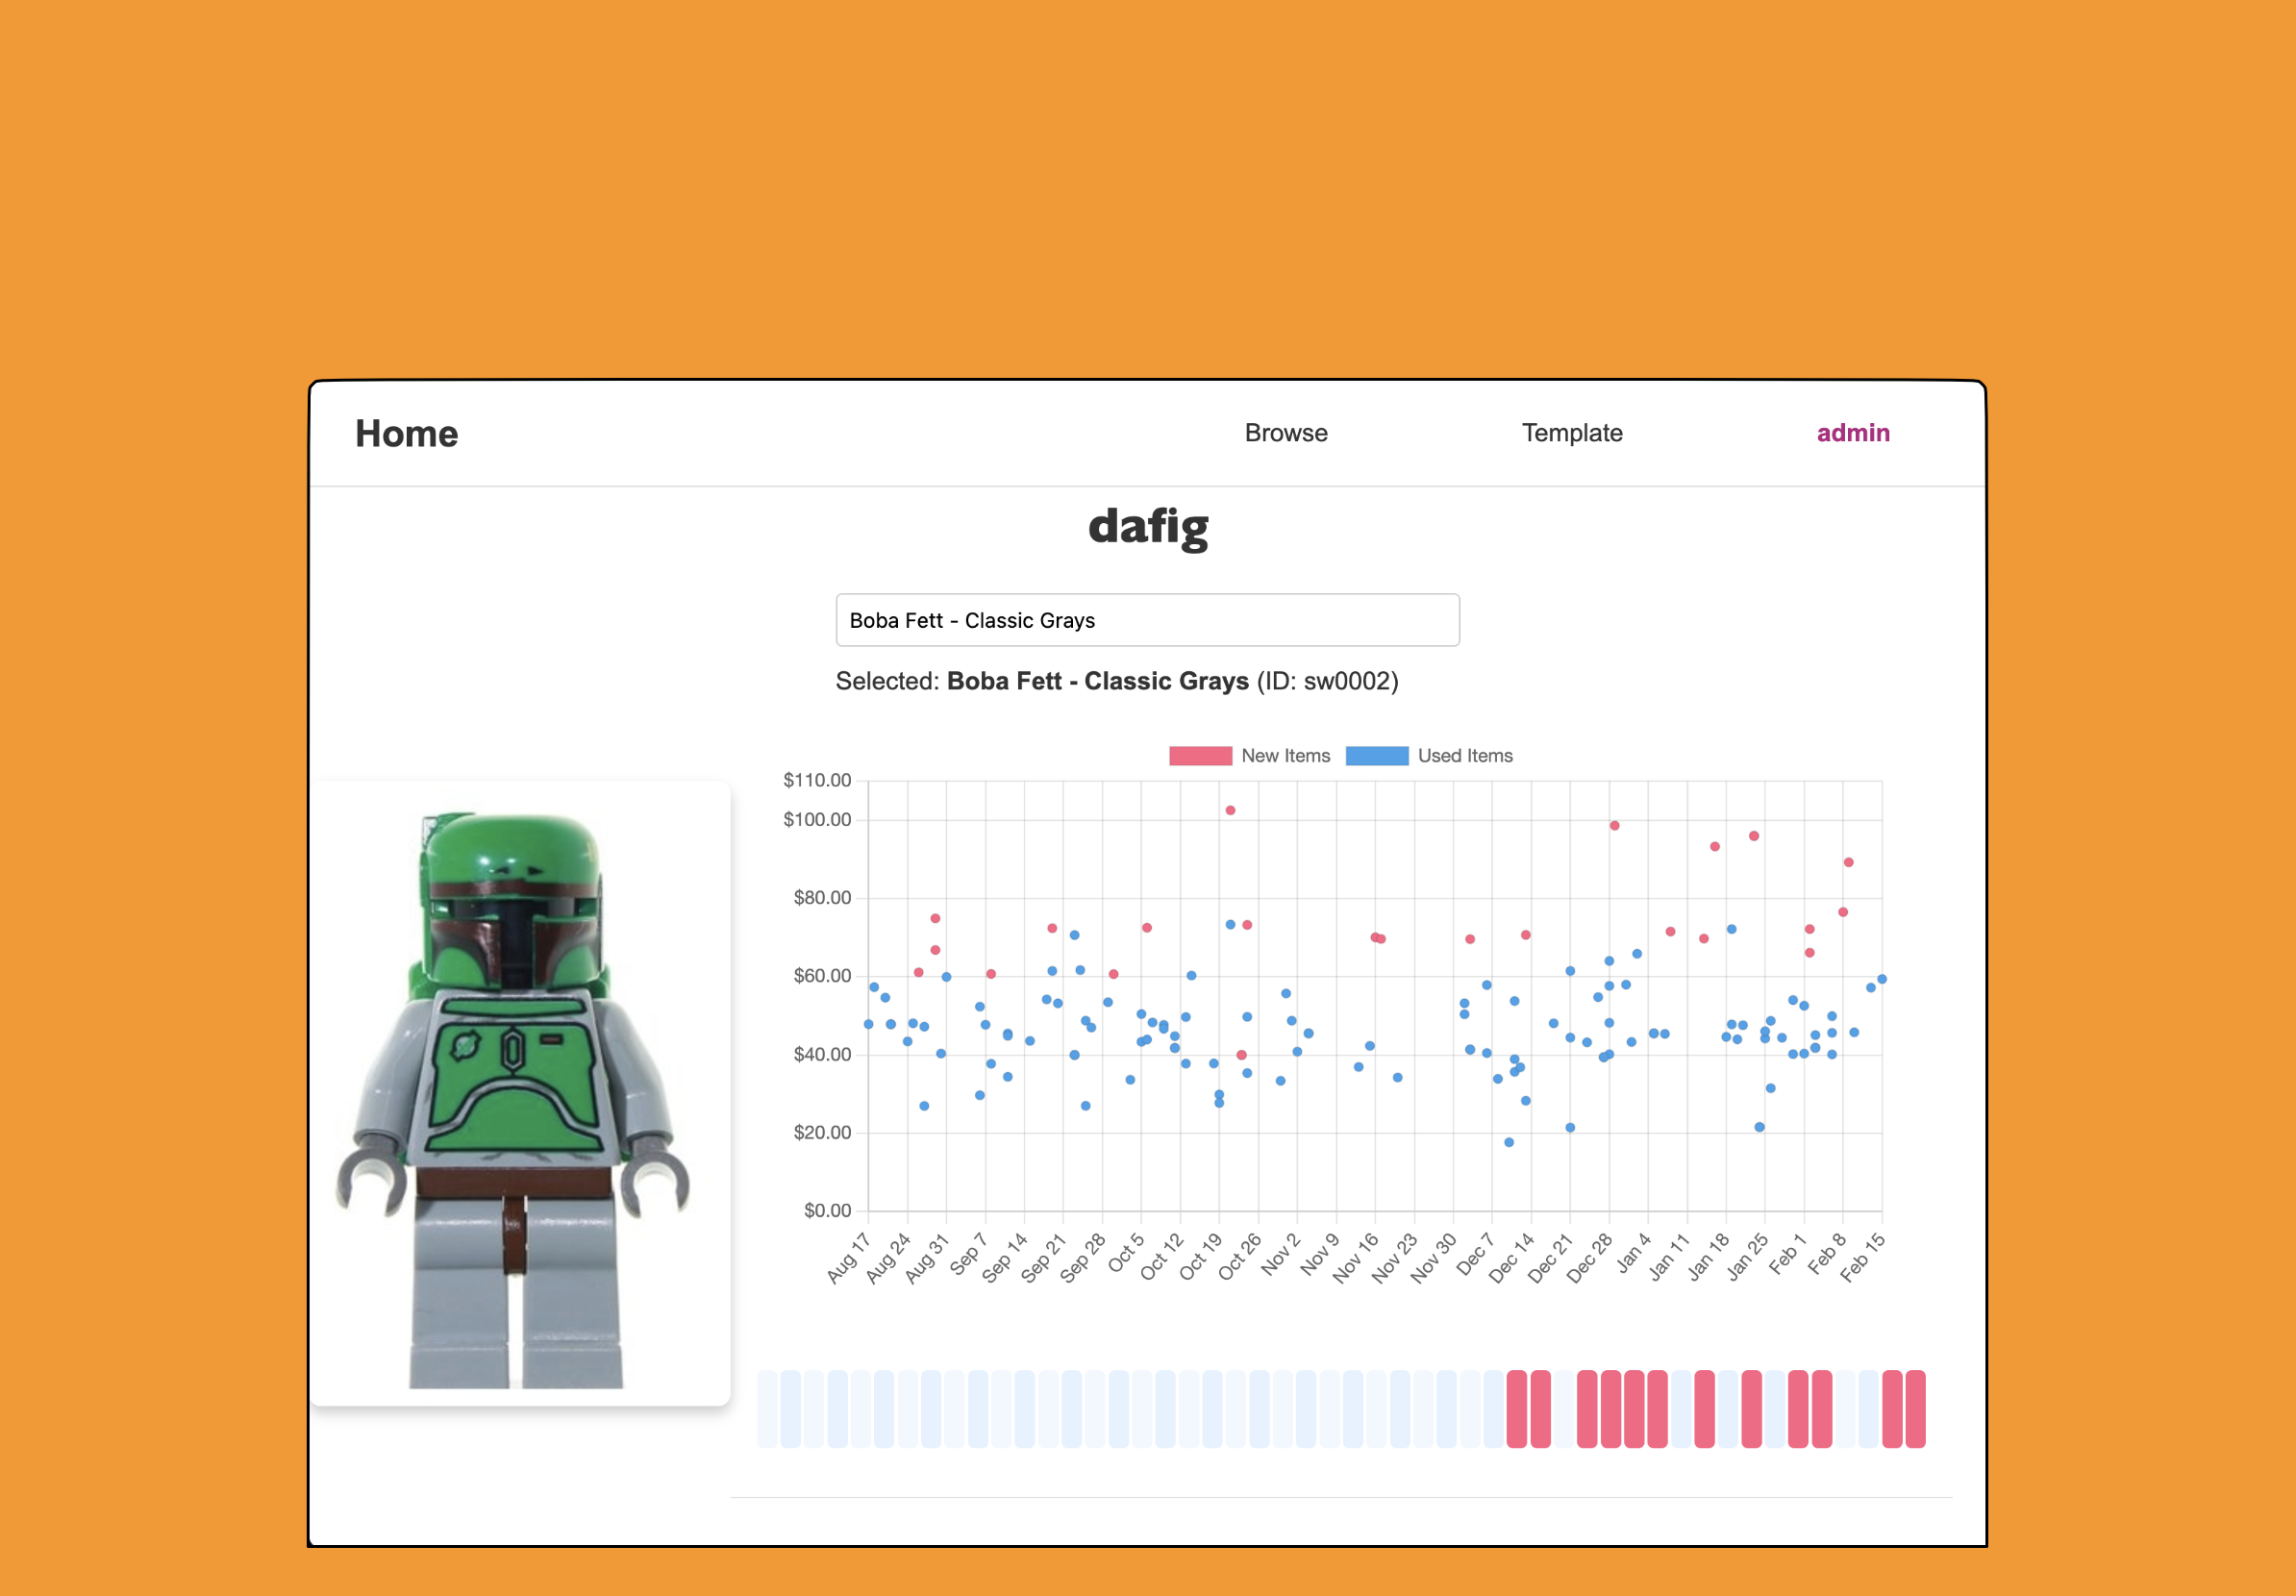 Home
Browse
Template
admin
dafig
Boba Fett - Classic Grays
Selected: Boba Fett - Classic Grays (ID: sw0002)
New Items
Used Items
$110.00
$100.00
$80.00
$60.00
$40.00
$20.00
$0.00
Aug 17
Aug 24
Aug 31
Sep 7
Sep 14
Sep 21
Sep 28
Oct 5
Oct 12
Oct 19
Oct 26
Nov 2
Nov 9
Nov 16
Nov 23
Nov 30
Dec 7
Dec 14
Dec 21
Dec 28
Jan 4
Jan 11
Jan 18
Jan 25
Feb 1
Feb 8
Feb 15